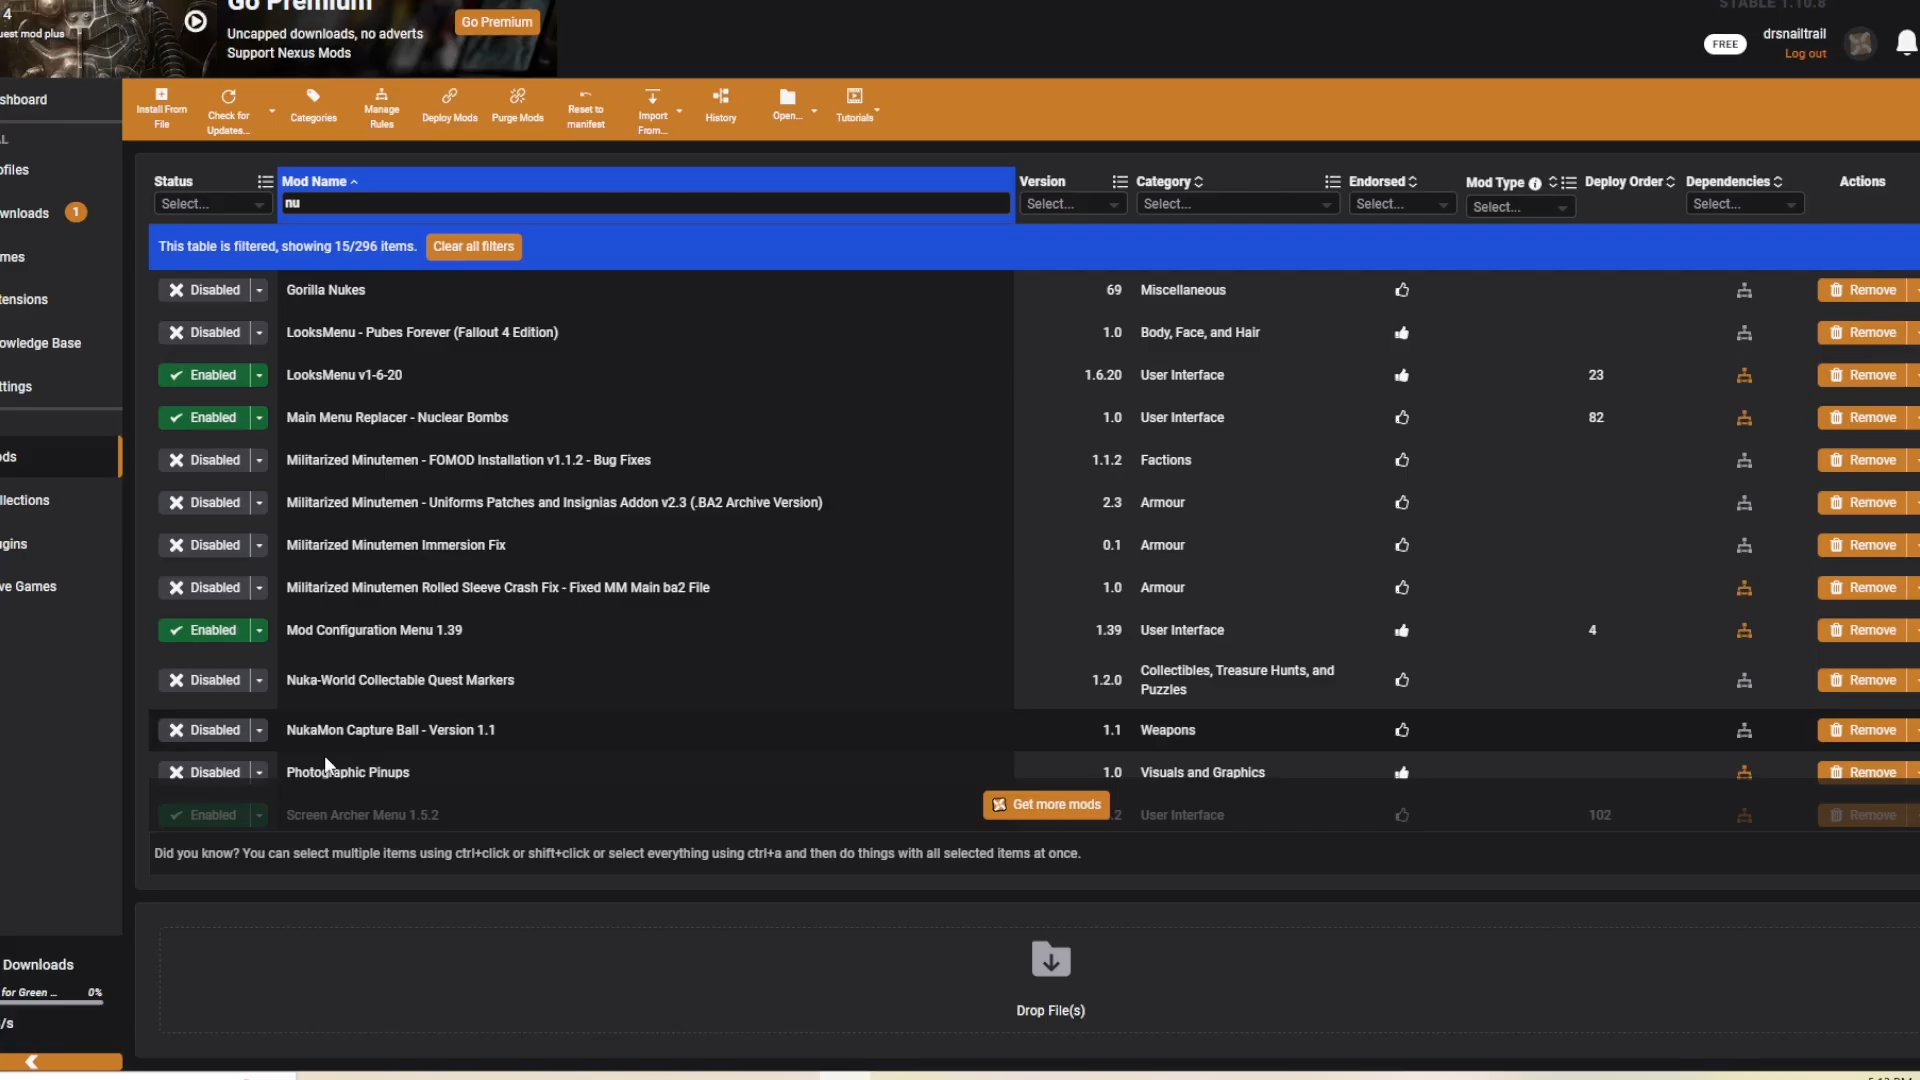 4
uest mod plus
Go Premium
Uncapped downloads, no adverts
Support Nexus Mods
Go Premium
STABLE 1.10.8
FREE
drsnailtrail
Log out
shboard
AL
ofiles
wnloads 1
mes
tensions
owledge Base
ttings
ods
llections
ugins
ve Games
Downloads
for Green ... 0%
/s
Install From File
Check for Updates...
Categories
Manage Rules
Deploy Mods
Purge Mods
Reset to manifest
Import From...
History
Open...
Tutorials
Status Mod Name Version Category Endorsed Mod Type Deploy Order Dependencies Actions
Select... nu Select... Select... Select... Select... Select...
This table is filtered, showing 15/296 items. Clear all filters
Disabled Gorilla Nukes 69 Miscellaneous Remove
Disabled LooksMenu - Pubes Forever (Fallout 4 Edition) 1.0 Body, Face, and Hair Remove
Enabled LooksMenu v1-6-20 1.6.20 User Interface 23 Remove
Enabled Main Menu Replacer - Nuclear Bombs 1.0 User Interface 82 Remove
Disabled Militarized Minutemen - FOMOD Installation v1.1.2 - Bug Fixes 1.1.2 Factions Remove
Disabled Militarized Minutemen - Uniforms Patches and Insignias Addon v2.3 (.BA2 Archive Version) 2.3 Armour Remove
Disabled Militarized Minutemen Immersion Fix 0.1 Armour Remove
Disabled Militarized Minutemen Rolled Sleeve Crash Fix - Fixed MM Main ba2 File 1.0 Armour Remove
Enabled Mod Configuration Menu 1.39 1.39 User Interface 4 Remove
Disabled Nuka-World Collectable Quest Markers 1.2.0 Collectibles, Treasure Hunts, and Puzzles Remove
Disabled NukaMon Capture Ball - Version 1.1 1.1 Weapons Remove
Disabled Photographic Pinups 1.0 Visuals and Graphics Remove
Enabled Screen Archer Menu 1.5.2 .2 User Interface 102 Remove
Get more mods
Did you know? You can select multiple items using ctrl+click or shift+click or select everything using ctrl+a and then do things with all selected items at once.
Drop File(s)